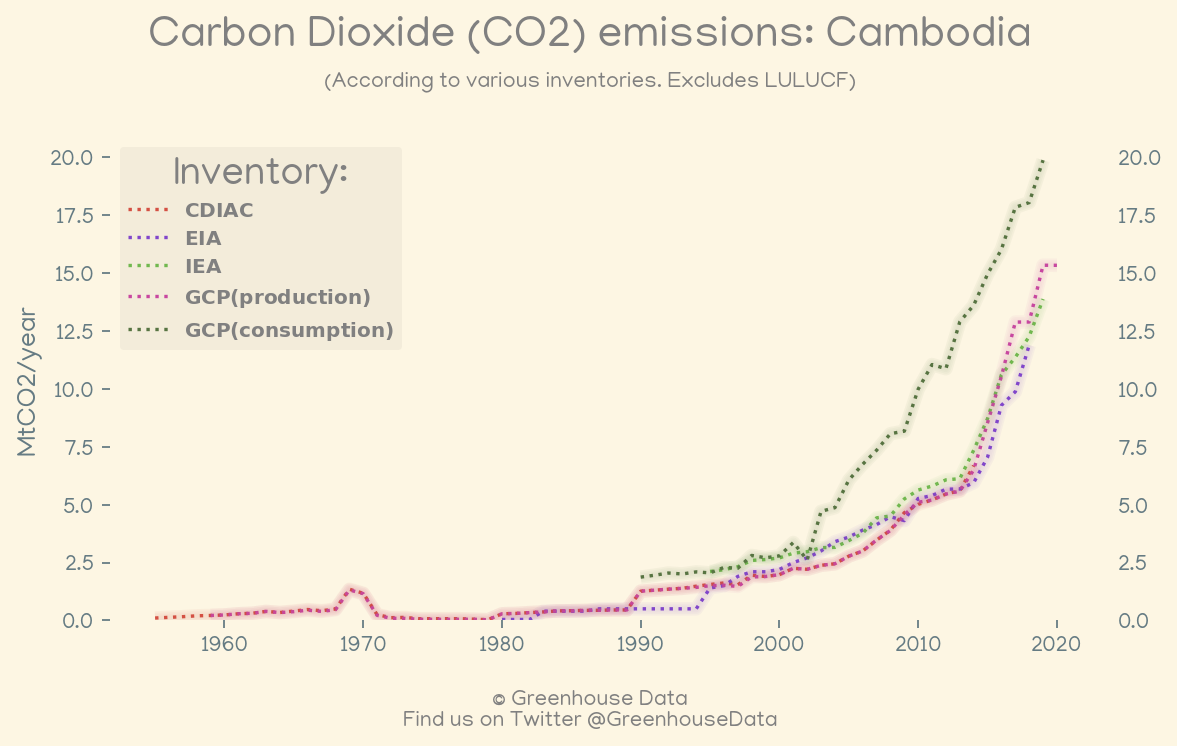 Carbon Dioxide (CO2) emissions: Cambodia
(According to various inventories. Excludes LULUCF)
MtCO2/year
20.0
17.5
15.0
12.5
10.0
7.5
5.0
2.5
0.0
Inventory:
CDIAC
EIA
IEA
GCP(production)
GCP(consumption)
20.0
17.5
15.0
12.5
10.0
7.5
5.0
2.5
0.0
1960 1970 1980 1990 2000 2010 2020
© Greenhouse Data
Find us on Twitter @GreenhouseData